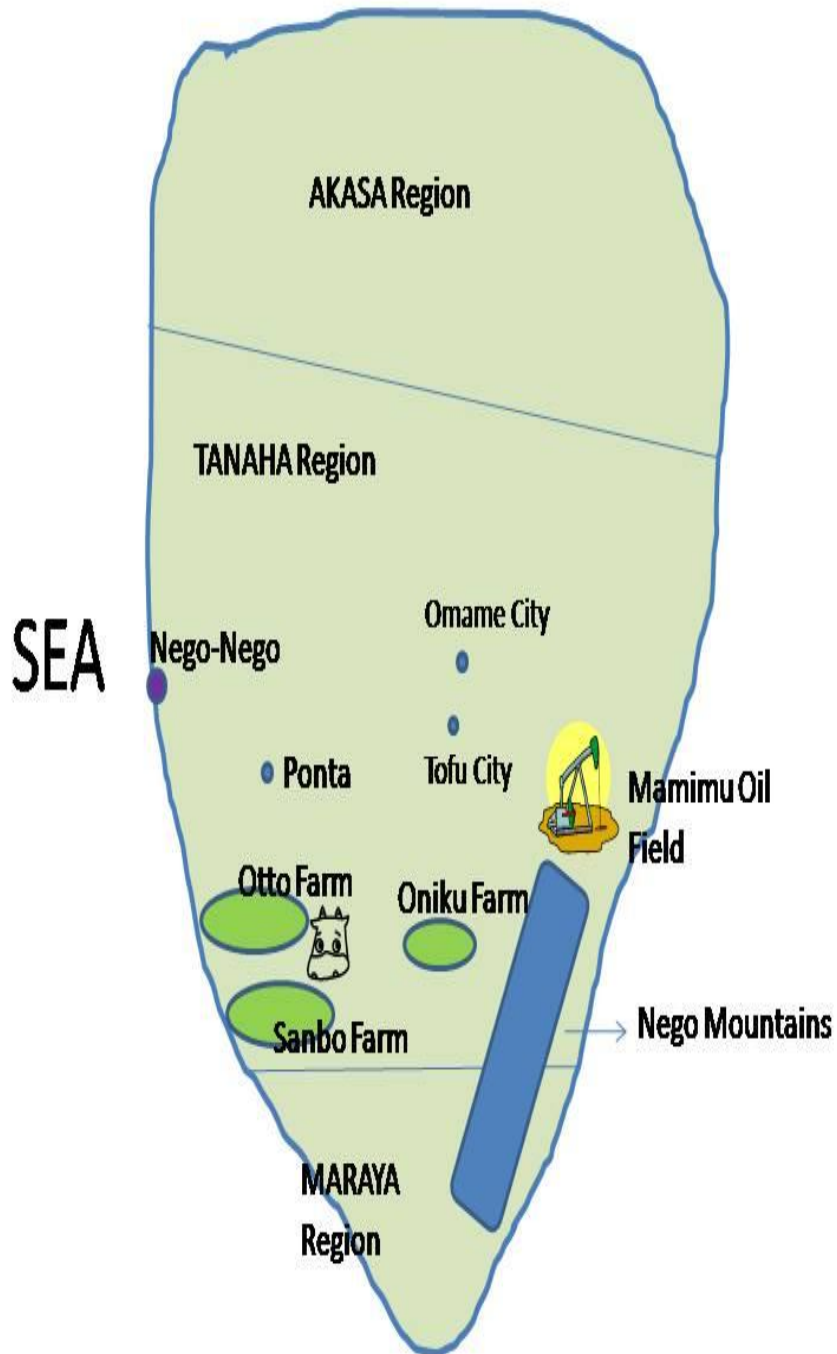 AKASA Region
TANAHA Region
Omame City
SEA
Nego-Nego
Ponta
Tofu City
Mamimu Oil
Field
Otto Farm
Oniku Farm
Nego Mountains
Sanbo Farm
MARAYA
Region